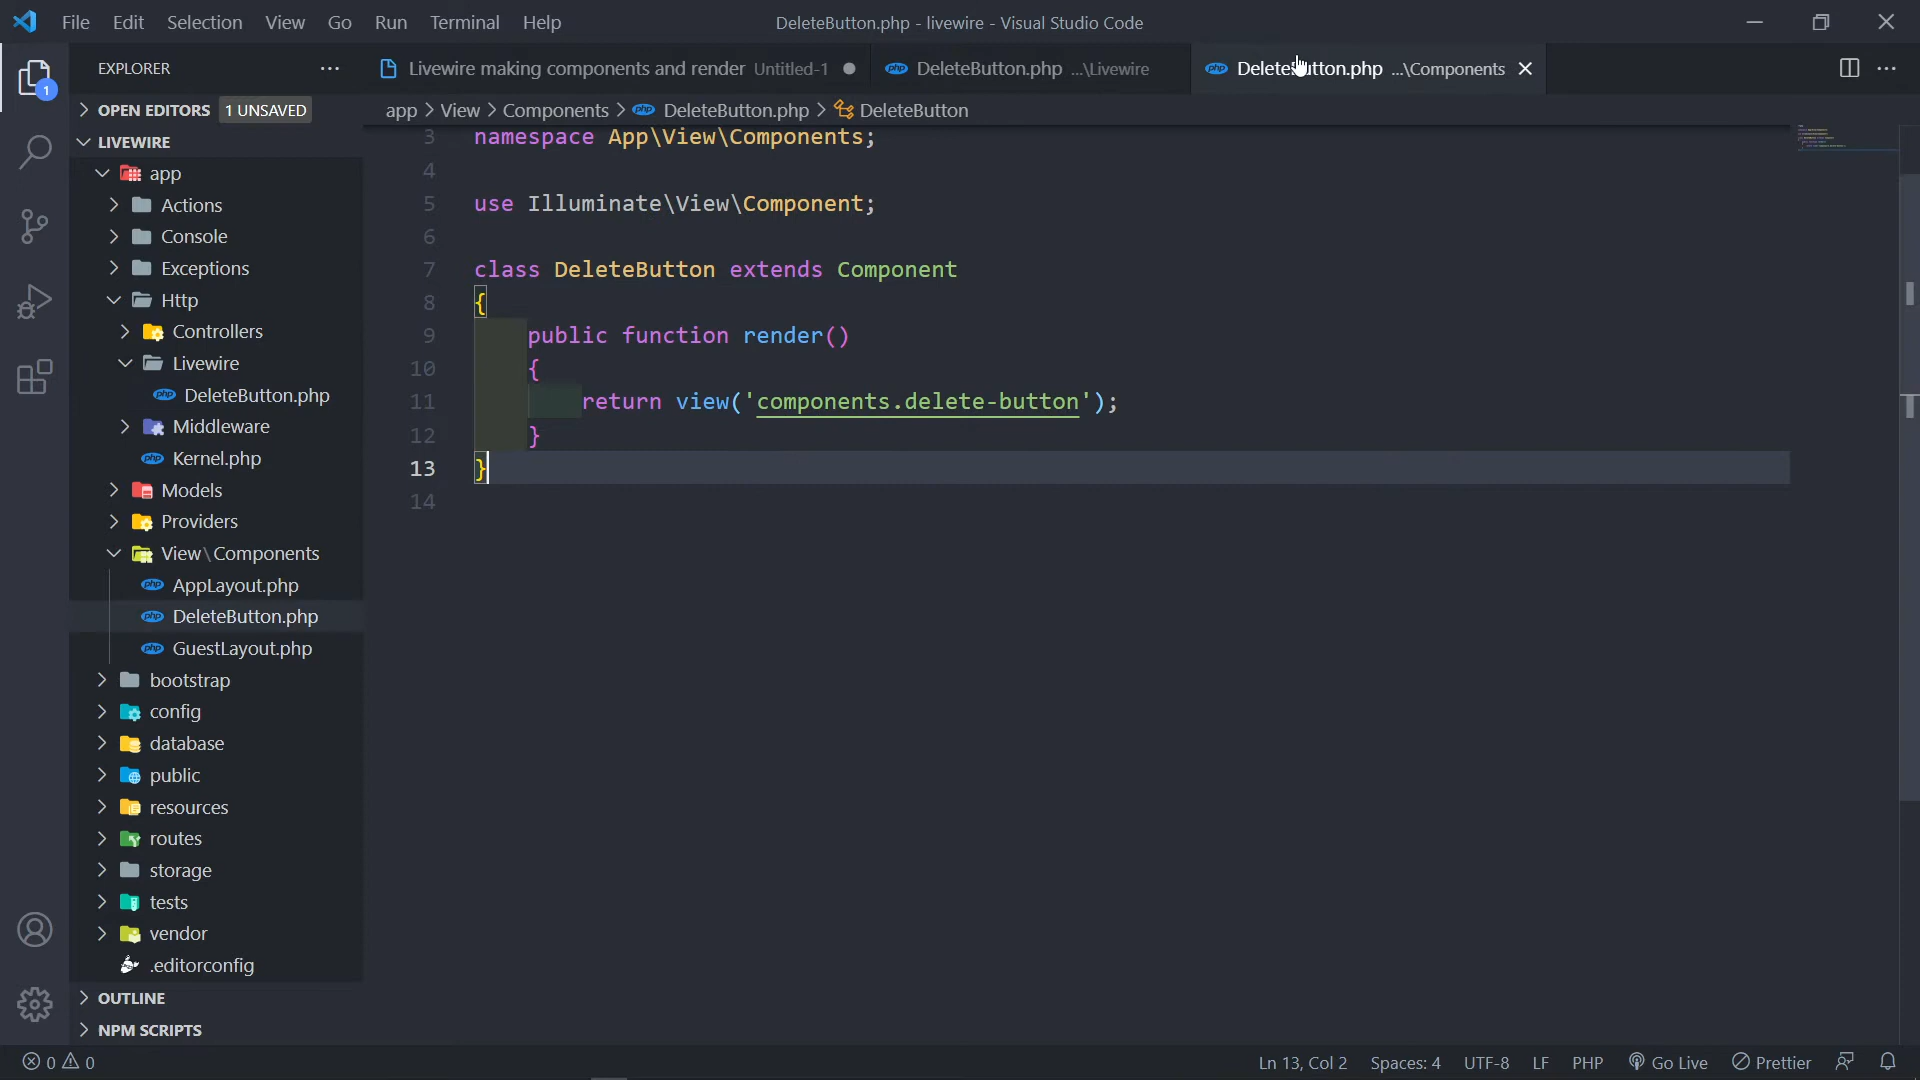 File Edit Selection View Go Run Terminal Help
DeleteButton.php - livewire - Visual Studio Code
EXPLORER
Livewire making components and render Untitled-1
DeleteButton.php ...\Livewire
DeleteButton.php ...\Components
OPEN EDITORS 1 UNSAVED
app > View > Components > DeleteButton.php > DeleteButton
1
LIVEWIRE
app
Actions
Console
Exceptions
Http
Controllers
Livewire
DeleteButton.php
Middleware
Kernel.php
Models
Providers
View\Components
AppLayout.php
DeleteButton.php
GuestLayout.php
bootstrap
config
database
public
resources
routes
storage
tests
vendor
.editorconfig
OUTLINE
NPM SCRIPTS
3 namespace App\View\Components;
4
5 use Illuminate\View\Component;
6
7 class DeleteButton extends Component
8 {
9 public function render()
10 {
11 return view('components.delete-button');
12 }
13 }
14
0 0
Ln 13, Col 2 Spaces: 4 UTF-8 LF PHP Go Live Prettier